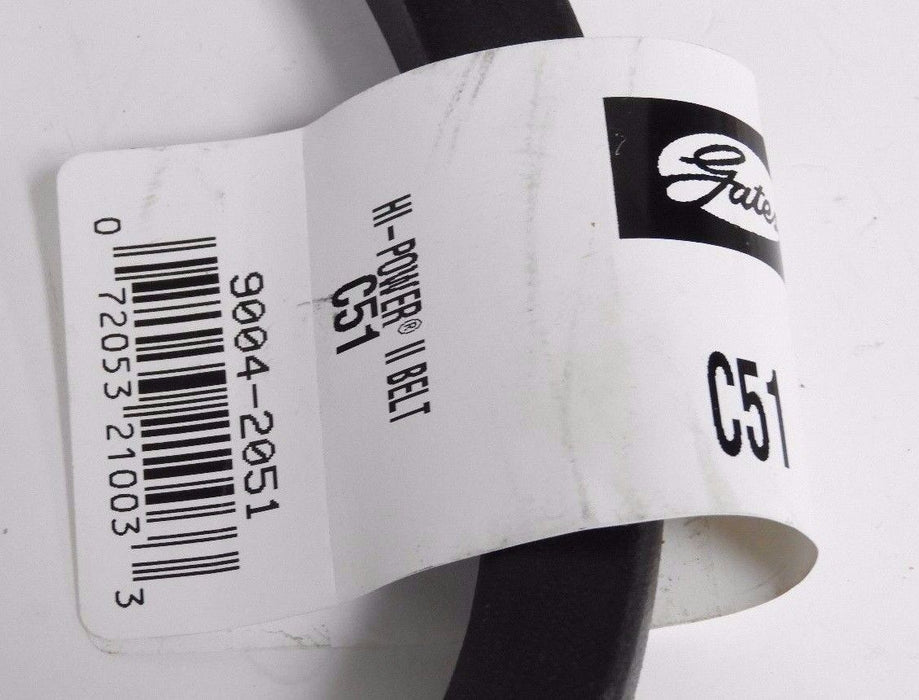 Gates
C51
HI-POWER® II BELT
C51
9004-2051
0 72053 21003 3